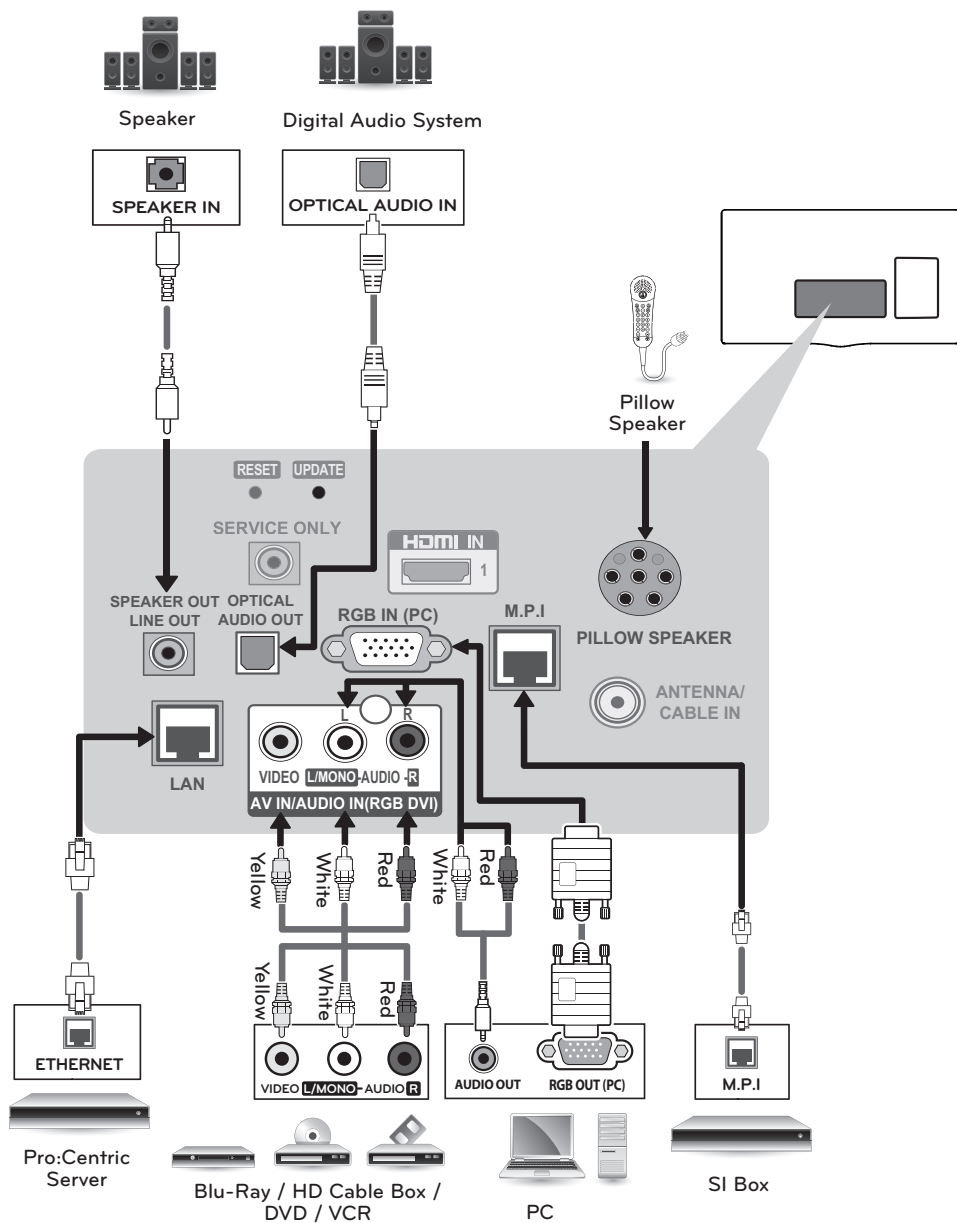 Speaker
Digital Audio System
SPEAKER IN
OPTICAL AUDIO IN
Pillow
Speaker
RESET
UPDATE
SERVICE ONLY
HDMI IN
1
SPEAKER OUT
LINE OUT
OPTICAL
AUDIO OUT
RGB IN (PC)
M.P.I
PILLOW SPEAKER
ANTENNA/
CABLE IN
LAN
L
R
VIDEO L/MONO-AUDIO -R
AV IN/AUDIO IN(RGB DVI)
Yellow
White
Red
White
Red
Yellow
White
Red
ETHERNET
VIDEO L/MONO-AUDIO R
AUDIO OUT
RGB OUT (PC)
M.P.I
Pro:Centric
Server
Blu-Ray / HD Cable Box /
DVD / VCR
PC
SI Box